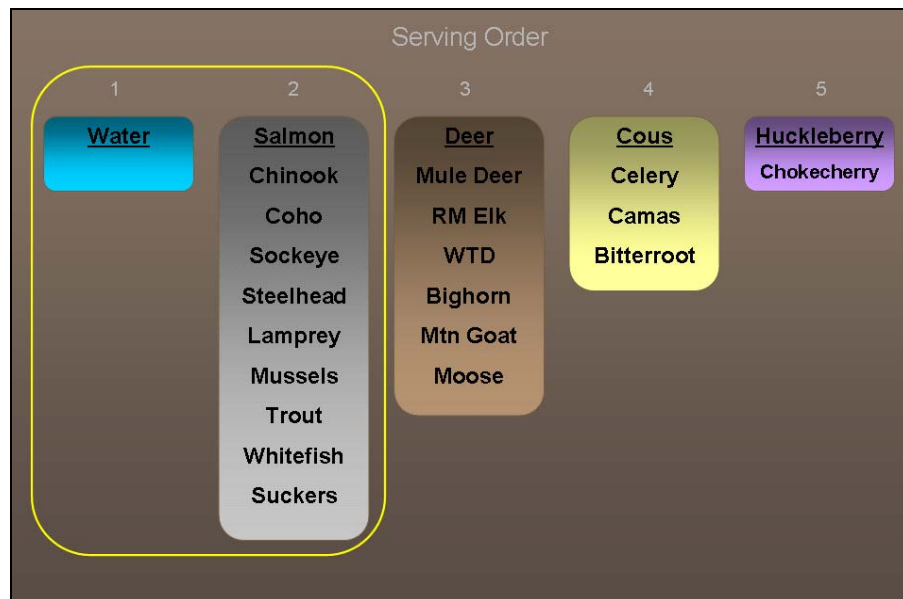 Serving Order
1 2 3 4 5
Water Salmon Deer Cous Huckleberry
Chinook Mule Deer Celery Chokecherry
Coho RM Elk Camas
Sockeye WTD Bitterroot
Steelhead Bighorn
Lamprey Mtn Goat
Mussels Moose
Trout
Whitefish
Suckers